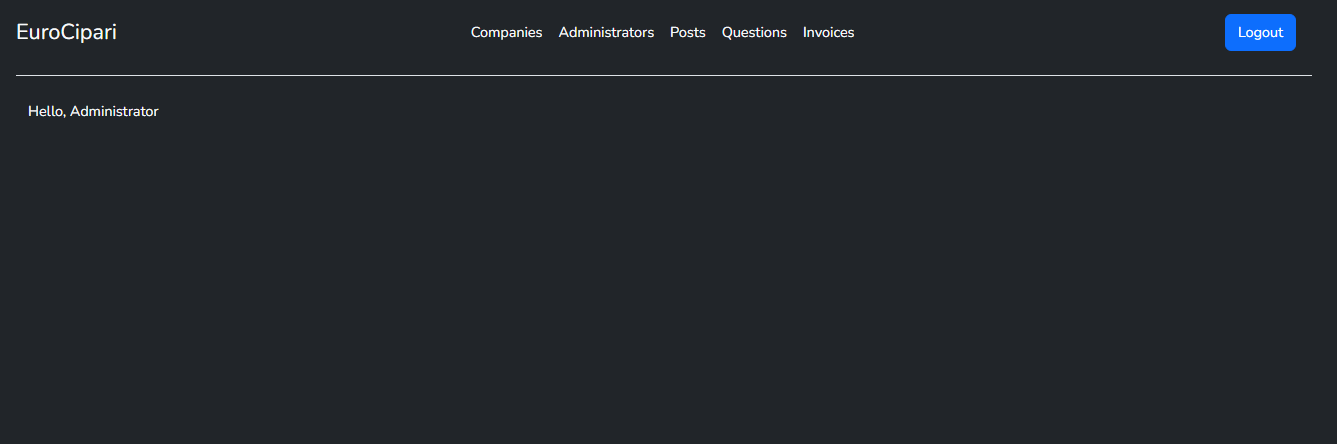 EuroCipari Companies Administrators Posts Questions Invoices Logout
Hello, Administrator